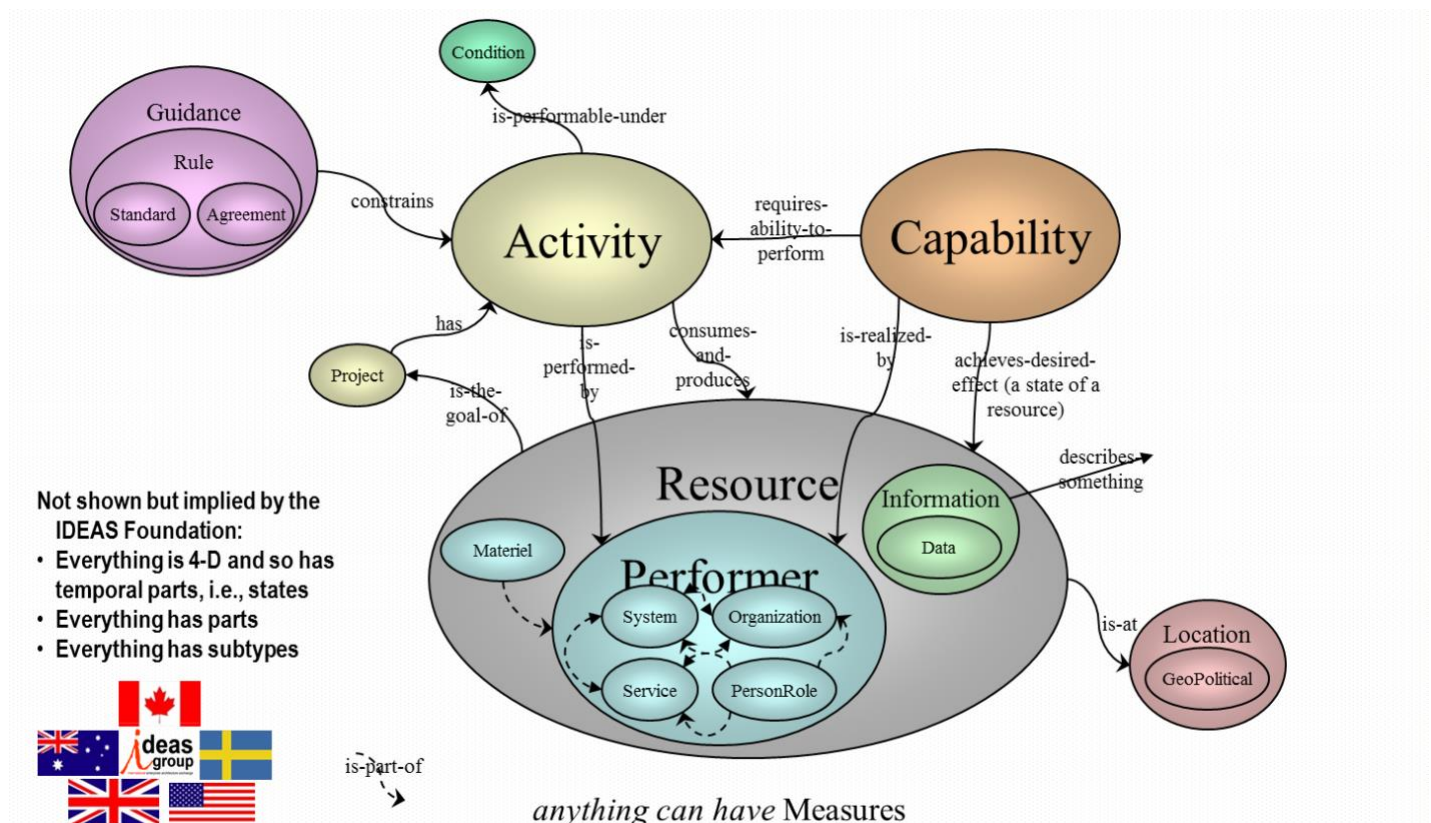 Condition
is-performable-under
Guidance
Rule
Standard
Agreement
constrains
Activity
requires-
ability-to-
perform
Capability
has
Project
is-the-
goal-of
is-
performed-
by
consumes-
and-
produces
is-realized-
by
achieves-desired-
effect (a state of a
resource)
describes-
something
Resource
Information
Data
Materiel
Performer
System
Organization
Service
PersonRole
is-at
Location
GeoPolitical
Not shown but implied by the
IDEAS Foundation:
• Everything is 4-D and so has
temporal parts, i.e., states
• Everything has parts
• Everything has subtypes
ideas
group
is-part-of
anything can have Measures